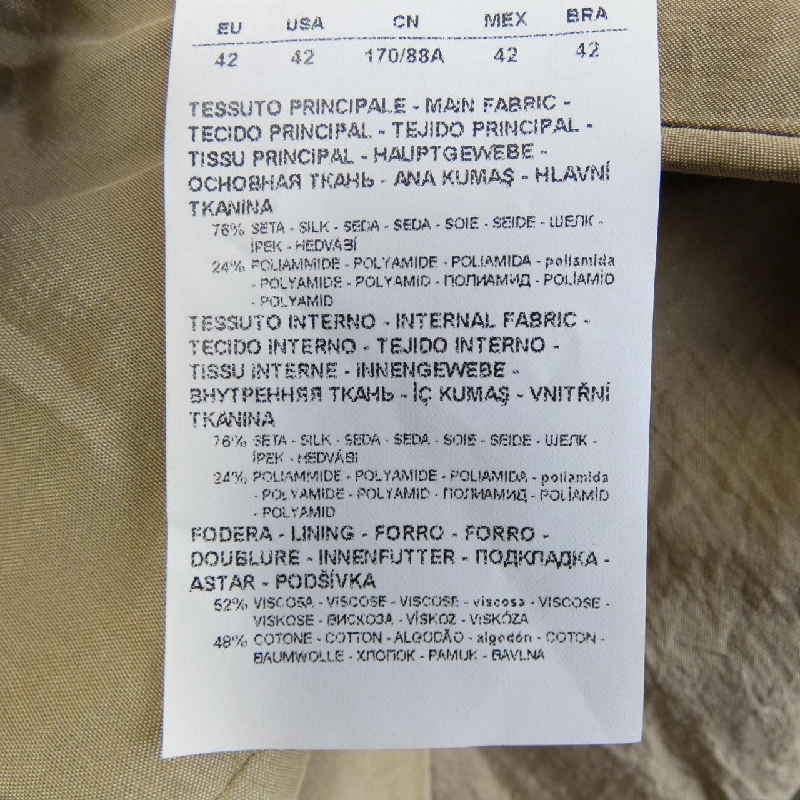 EU USA CN MEX BRA
42 42 170/88A 42 42
TESSUTO PRINCIPALE - MAIN FABRIC -
TECIDO PRINCIPAL - TEJIDO PRINCIPAL -
TISSU PRINCIPAL - HAUPTGEWEBE -
ОСНОВНАЯ ТКАНЬ - ANA KUMAŞ - HLAVNÍ
TKANINA
76% SETA - SILK - SEDA - SEDA - SOIE - SEIDE - ШЕЛК -
İPEK - HEDVÁBÍ
24% POLIAMMIDE - POLYAMIDE - POLIAMIDA - poliamida
- POLYAMIDE - POLYAMID - ПОЛИАМИД - POLİAMİD
- POLYAMID
TESSUTO INTERNO - INTERNAL FABRIC -
TECIDO INTERNO - TEJIDO INTERNO -
TISSU INTERNE - INNENGEWEBE -
ВНУТРЕННЯЯ ТКАНЬ - İÇ KUMAŞ - VNITŘNÍ
TKANINA
76% SETA - SILK - SEDA - SEDA - SOIE - SEIDE - ШЕЛК -
İPEK - HEDVÁBÍ
24% POLIAMMIDE - POLYAMIDE - POLIAMIDA - poliamida
- POLYAMIDE - POLYAMID - ПОЛИАМИД - POLİAMİD
- POLYAMID
FODERA - LINING - FORRO - FORRO -
DOUBLURE - INNENFUTTER - ПОДКЛАДКА -
ASTAR - PODŠÍVKA
52% VISCOSA - VISCOSE - VISCOSE - viscosa - VISCOSE -
VISKOSE - ВИСКОЗА - VİSKOZ - VISKÓZA
48% COTONE - COTTON - ALGODÃO - algodón - COTON -
BAUMWOLLE - ХЛОПОК - PAMUK - BAVLNA